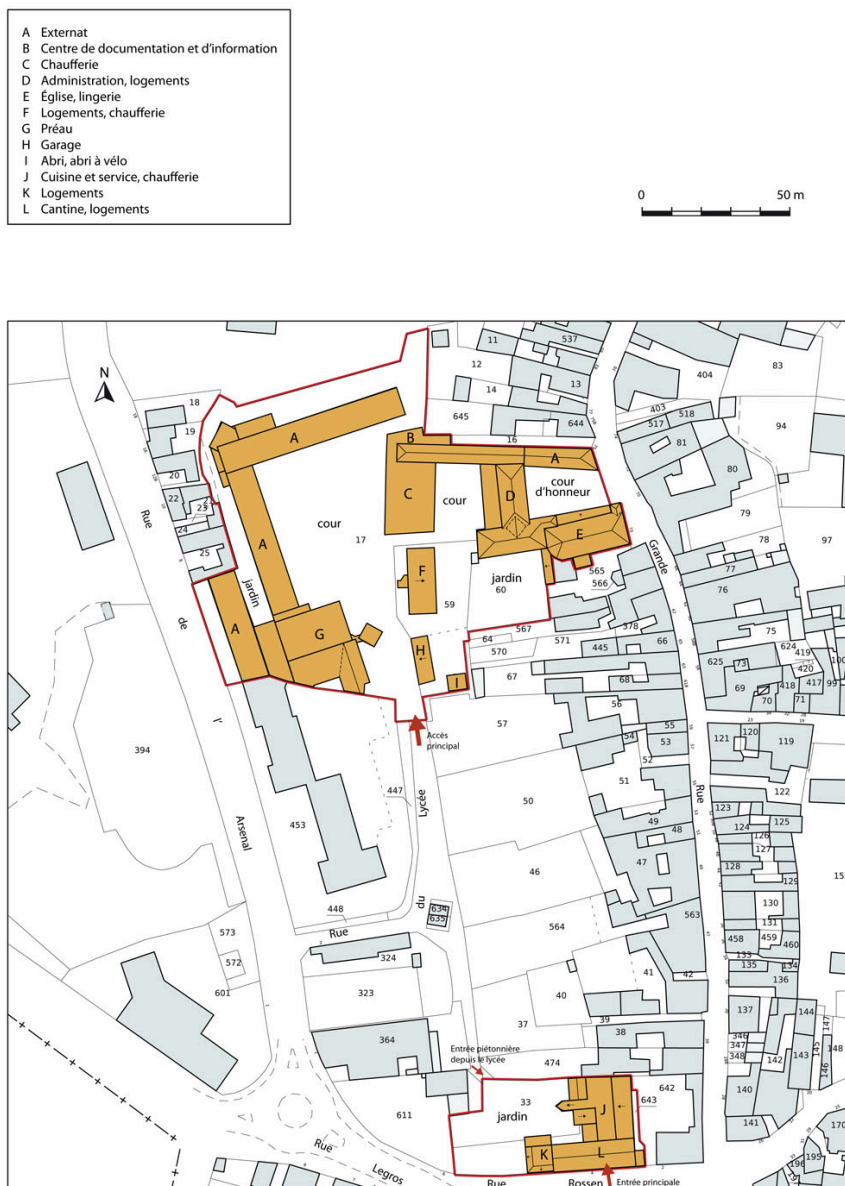 A Externat
B Centre de documentation et d'information
C Chaufferie
D Administration, logements
E Église, lingerie
F Logements, chaufferie
G Préau
H Garage
I Abri, abri à vélo
J Cuisine et service, chaufferie
K Logements
L Cantine, logements
0 50 m
N
11
537
12
13
14
404
83
18
19
645
644
403
518
517
94
16
81
A
B
A
20
80
22
23
C
cour
D
cour d'honneur
24
cour
17
79
25
A
E
78
97
565
566
77
F
jardin
60
76
59
jardin
Grande
567
378
75
A
G
64
571
445
66
624
419
570
420
H
625
73
100
67
68
69
418
417
99
I
70
71
Rue
de
l'
Arsenal
56
57
Accès
principal
55
54
53
121
120
119
394
52
51
122
447
Lycée
50
Rue
123
125
453
49
124
126
48
127
47
128
46
129
448
du
634
130
635
563
131
573
564
458
459
460
Rue
324
133
572
41
42
135
134
601
136
323
40
137
144
147
37
39
38
346
347
145
148
364
348
142
143
146
Entrée piétonnière
depuis le lycée
474
140
642
33
643
jardin
J
611
141
170
K
L
195
196
Rue
Legros
Rue
Rossen
Entrée principale